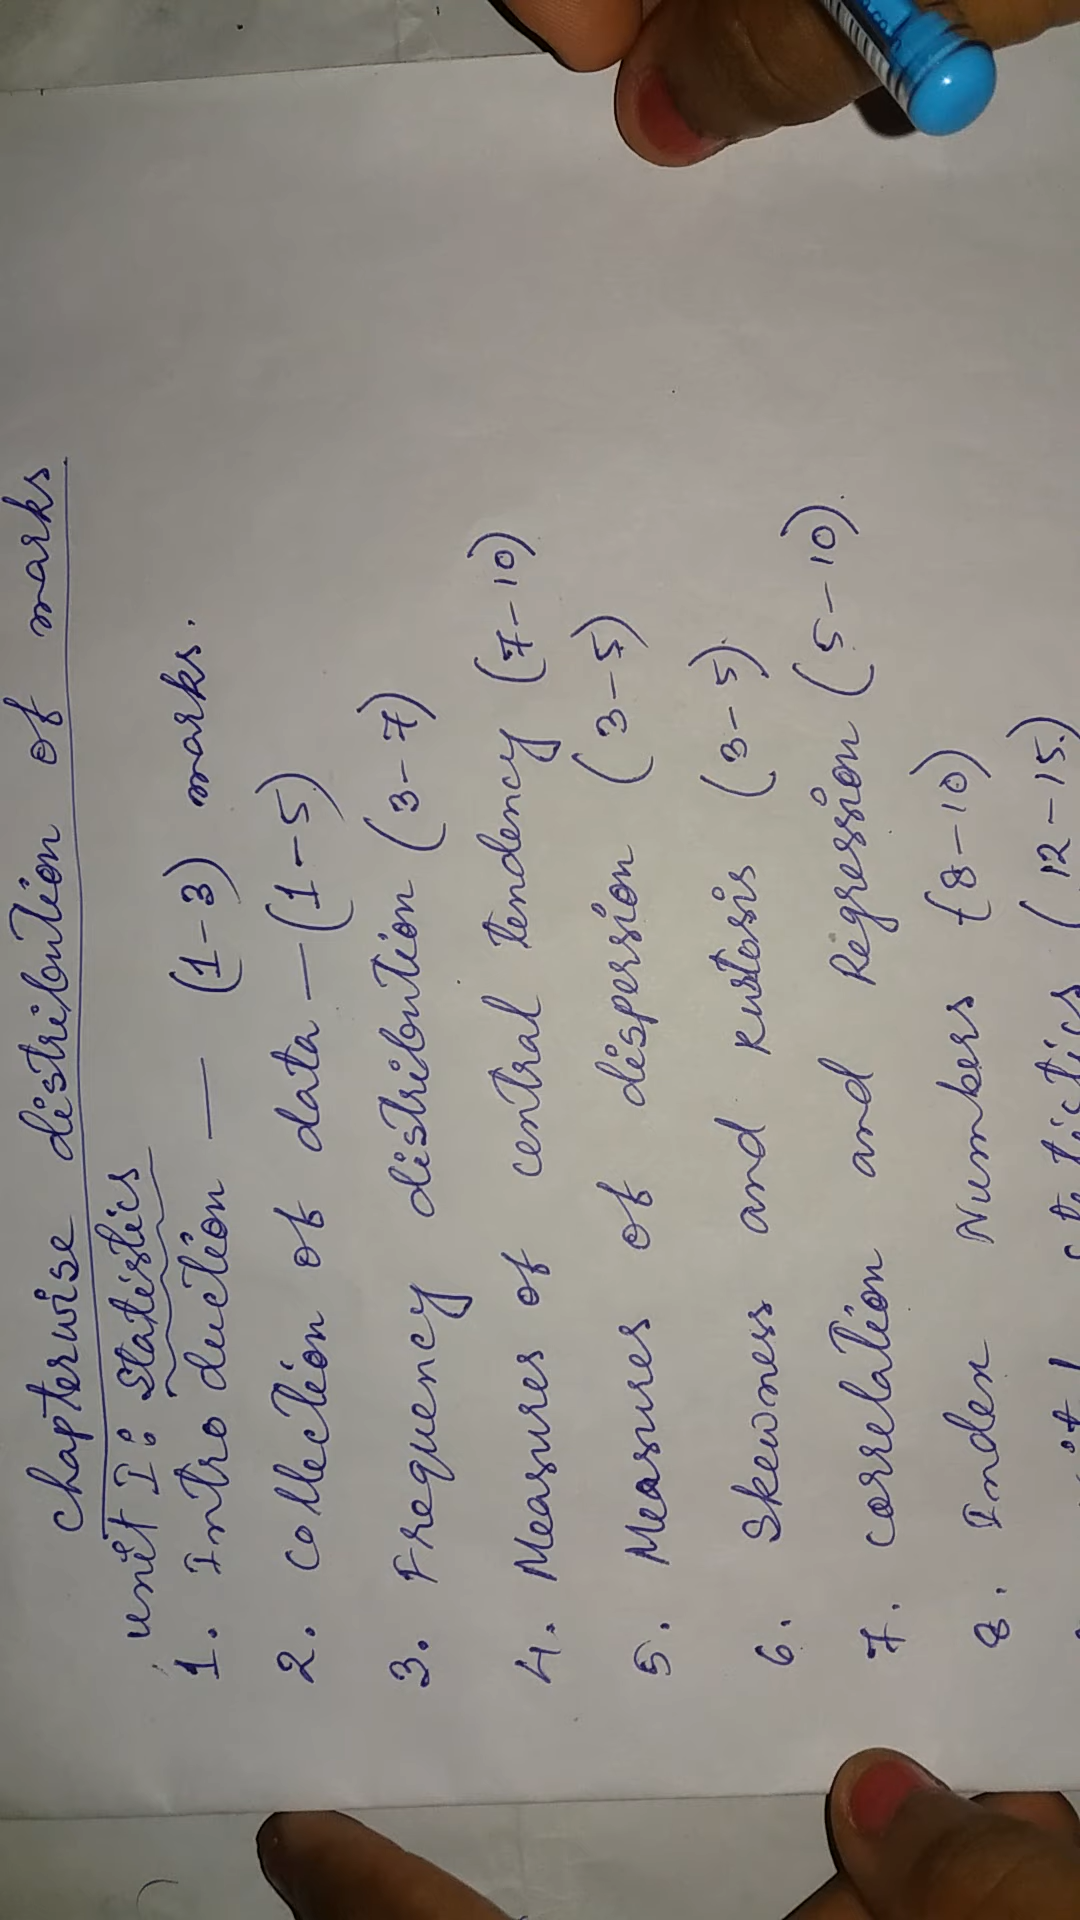 chapterwise distribution of marks
unit I: Statistics
1. Introduction — (1-3) marks.
2. collection of data — (1-5)
3. Frequency distribution (3-7)
4. Measures of central tendency (7-10)
5. Measures of dispersion (3-5)
6. Skewness and kurtosis (3-5)
7. correlation and Regression (5-10).
8. Index Numbers (8-10)
(12-15)